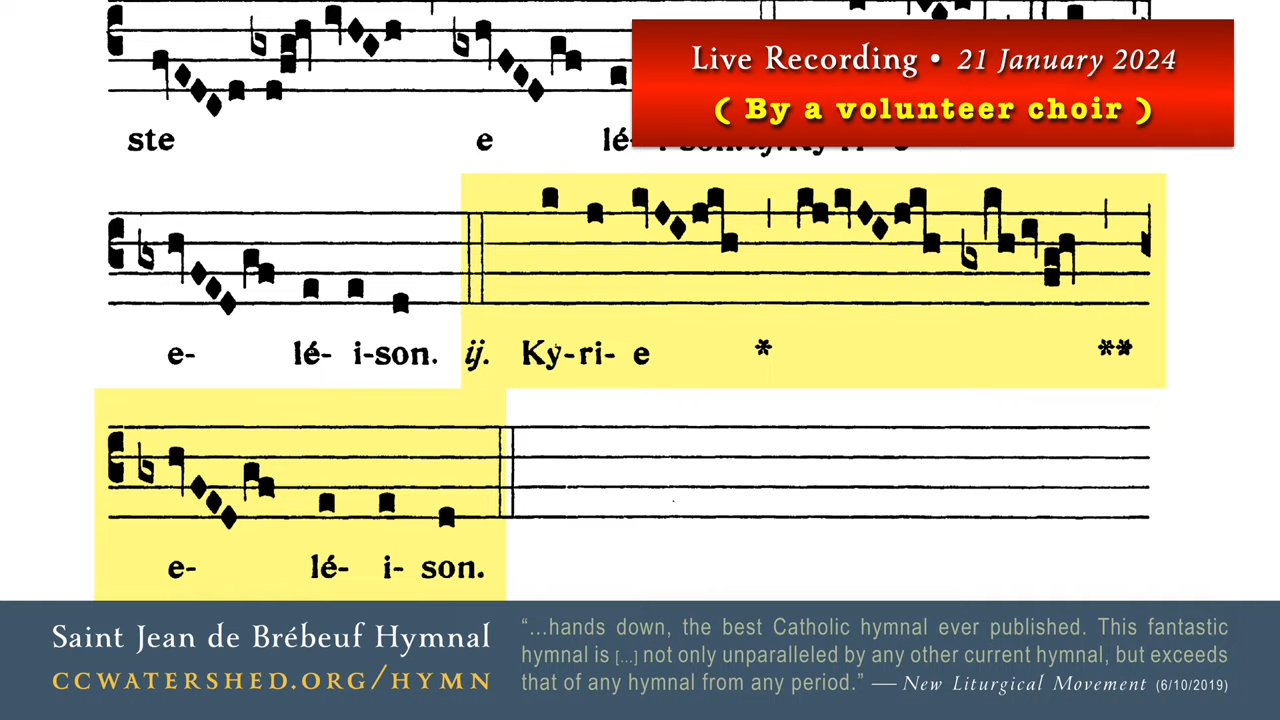 Live Recording • 21 January 2024
( By a volunteer choir )
ste e lé-
e- lé- i-son. ij. Ky-ri- e * **
e- lé- i- son.
Saint Jean de Brébeuf Hymnal
CCWATERSHED.ORG/HYMN
“…hands down, the best Catholic hymnal ever published. This fantastic
hymnal is [...] not only unparalleled by any other current hymnal, but exceeds
that of any hymnal from any period.” — New Liturgical Movement (6/10/2019)